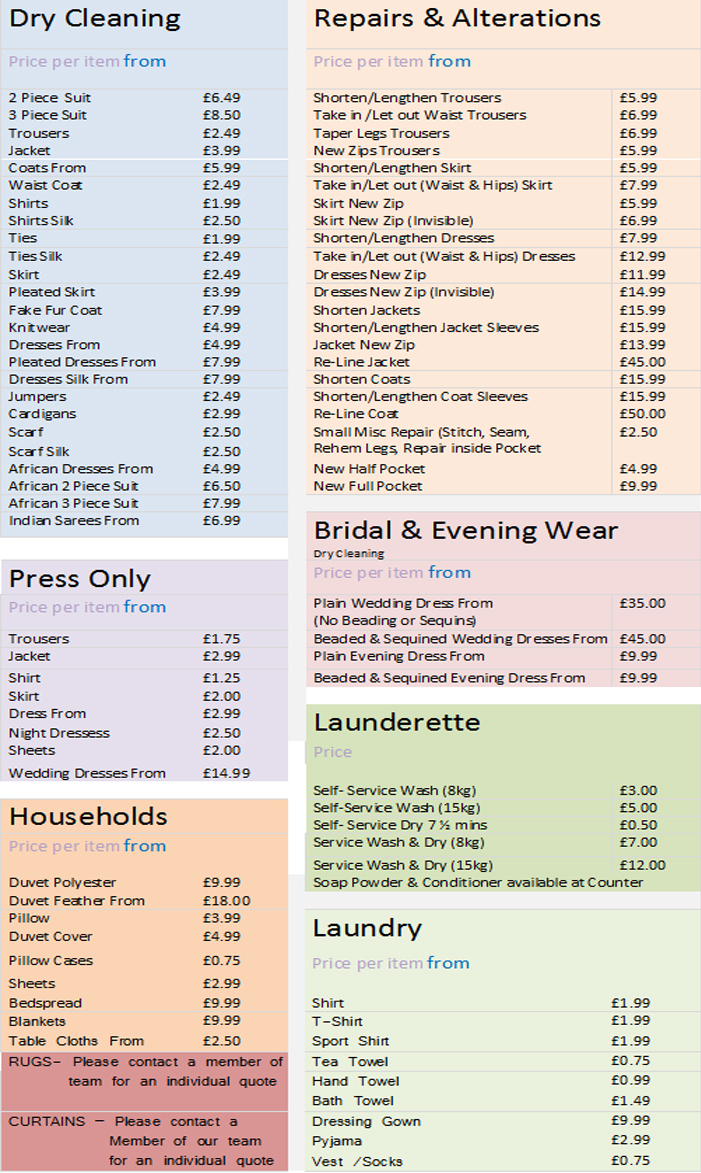 Dry Cleaning
Price per item from
2 Piece Suit £6.49
3 Piece Suit £8.50
Trousers £2.49
Jacket £3.99
Coats From £5.99
Waist Coat £2.49
Shirts £1.99
Shirts Silk £2.50
Ties £1.99
Ties Silk £2.49
Skirt £2.49
Pleated Skirt £3.99
Fake Fur Coat £7.99
Knitwear £4.99
Dresses From £4.99
Pleated Dresses From £7.99
Dresses Silk From £7.99
Jumpers £2.49
Cardigans £2.99
Scarf £2.50
Scarf Silk £2.50
African Dresses From £4.99
African 2 Piece Suit £6.50
African 3 Piece Suit £7.99
Indian Sarees From £6.99
Press Only
Price per item from
Trousers £1.75
Jacket £2.99
Shirt £1.25
Skirt £2.00
Dress From £2.99
Night Dressess £2.50
Sheets £2.00
Wedding Dresses From £14.99
Households
Price per item from
Duvet Polyester £9.99
Duvet Feather From £18.00
Pillow £3.99
Duvet Cover £4.99
Pillow Cases £0.75
Sheets £2.99
Bedspread £9.99
Blankets £9.99
Table Cloths From £2.50
RUGS– Please contact a member of
team for an individual quote
CURTAINS – Please contact a
Member of our team
for an individual quote
Repairs & Alterations
Price per item from
Shorten/Lengthen Trousers £5.99
Take in /Let out Waist Trousers £6.99
Taper Legs Trousers £6.99
New Zips Trousers £5.99
Shorten/Lengthen Skirt £5.99
Take in/Let out (Waist & Hips) Skirt £7.99
Skirt New Zip £5.99
Skirt New Zip (Invisible) £6.99
Shorten/Lengthen Dresses £7.99
Take in/Let out (Waist & Hips) Dresses £12.99
Dresses New Zip £11.99
Dresses New Zip (Invisible) £14.99
Shorten Jackets £15.99
Shorten/Lengthen Jacket Sleeves £15.99
Jacket New Zip £13.99
Re-Line Jacket £45.00
Shorten Coats £15.99
Shorten/Lengthen Coat Sleeves £15.99
Re-Line Coat £50.00
Small Misc Repair (Stitch, Seam, £2.50
Rehem Legs, Repair inside Pocket
New Half Pocket £4.99
New Full Pocket £9.99
Bridal & Evening Wear
Dry Cleaning
Price per item from
Plain Wedding Dress From £35.00
(No Beading or Sequins)
Beaded & Sequined Wedding Dresses From £45.00
Plain Evening Dress From £9.99
Beaded & Sequined Evening Dress From £9.99
Launderette
Price
Self- Service Wash (8kg) £3.00
Self-Service Wash (15kg) £5.00
Self- Service Dry 7 ½ mins £0.50
Service Wash & Dry (8kg) £7.00
Service Wash & Dry (15kg) £12.00
Soap Powder & Conditioner available at Counter
Laundry
Price per item from
Shirt £1.99
T–Shirt £1.99
Sport Shirt £1.99
Tea Towel £0.75
Hand Towel £0.99
Bath Towel £1.49
Dressing Gown £9.99
Pyjama £2.99
Vest /Socks £0.75